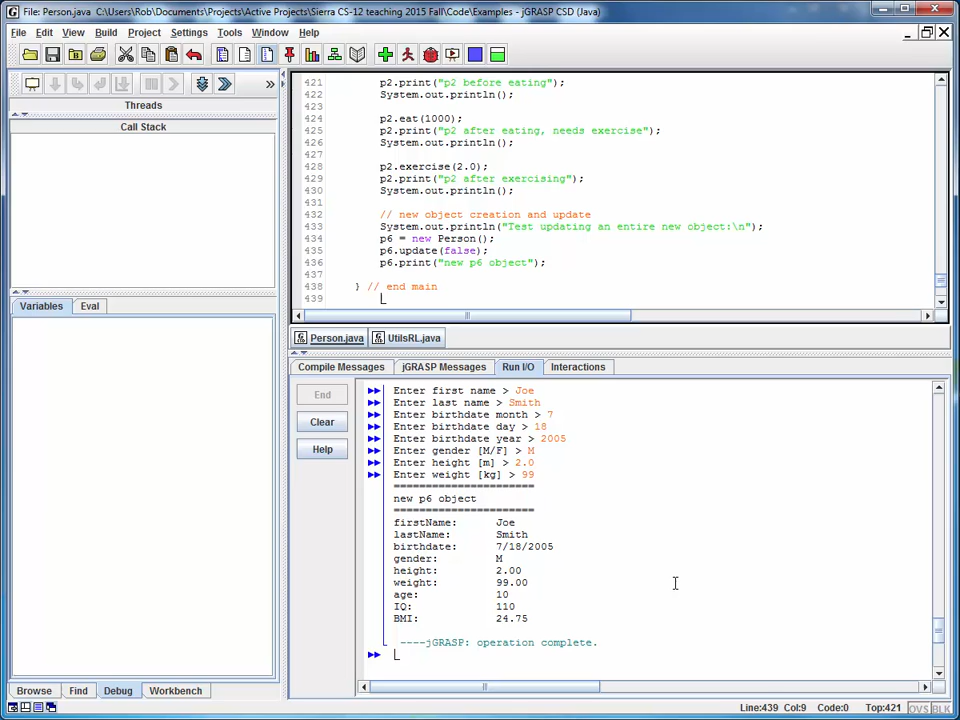 File: Person.java C:\Users\Rob\Documents\Projects\Active Projects\Sierra CS-12 teaching 2015 Fall\Code\Examples - jGRASP CSD (Java)
File Edit View Build Project Settings Tools Window Help
Threads
Call Stack
Variables Eval
421 p2.print("p2 before eating");
422 System.out.println();
423
424 p2.eat(1000);
425 p2.print("p2 after eating, needs exercise");
426 System.out.println();
427
428 p2.exercise(2.0);
429 p2.print("p2 after exercising");
430 System.out.println();
431
432 // new object creation and update
433 System.out.println("Test updating an entire new object:\n");
434 p6 = new Person();
435 p6.update(false);
436 p6.print("new p6 object");
437
438 } // end main
439
Person.java UtilsRL.java
Compile Messages jGRASP Messages Run I/O Interactions
End
Clear
Help
Enter first name > Joe
Enter last name > Smith
Enter birthdate month > 7
Enter birthdate day > 18
Enter birthdate year > 2005
Enter gender [M/F] > M
Enter height [m] > 2.0
Enter weight [kg] > 99
======================
new p6 object
======================
firstName: Joe
lastName: Smith
birthdate: 7/18/2005
gender: M
height: 2.00
weight: 99.00
age: 10
IQ: 110
BMI: 24.75
----jGRASP: operation complete.
Browse Find Debug Workbench
Line:439 Col:9 Code:0 Top:421 OVS BLK